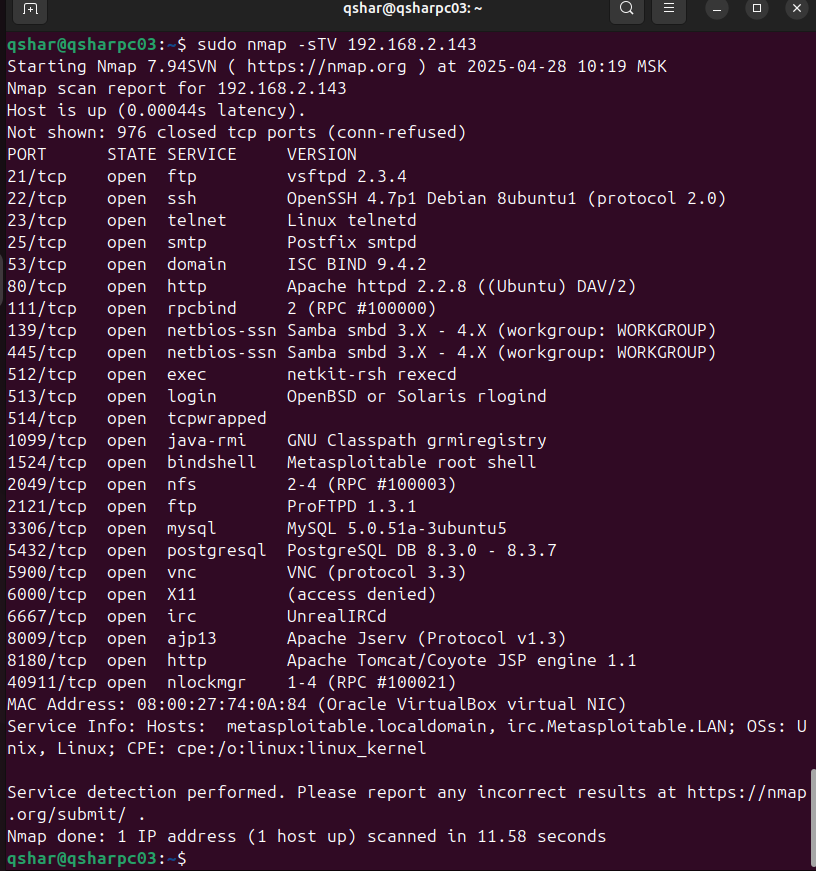 qshar@qsharpc03: ~
qshar@qsharpc03:~$ sudo nmap -sTV 192.168.2.143
Starting Nmap 7.94SVN ( https://nmap.org ) at 2025-04-28 10:19 MSK
Nmap scan report for 192.168.2.143
Host is up (0.00044s latency).
Not shown: 976 closed tcp ports (conn-refused)
PORT      STATE SERVICE     VERSION
21/tcp    open  ftp         vsftpd 2.3.4
22/tcp    open  ssh         OpenSSH 4.7p1 Debian 8ubuntu1 (protocol 2.0)
23/tcp    open  telnet      Linux telnetd
25/tcp    open  smtp        Postfix smtpd
53/tcp    open  domain      ISC BIND 9.4.2
80/tcp    open  http        Apache httpd 2.2.8 ((Ubuntu) DAV/2)
111/tcp   open  rpcbind     2 (RPC #100000)
139/tcp   open  netbios-ssn Samba smbd 3.X - 4.X (workgroup: WORKGROUP)
445/tcp   open  netbios-ssn Samba smbd 3.X - 4.X (workgroup: WORKGROUP)
512/tcp   open  exec        netkit-rsh rexecd
513/tcp   open  login       OpenBSD or Solaris rlogind
514/tcp   open  tcpwrapped
1099/tcp  open  java-rmi    GNU Classpath grmiregistry
1524/tcp  open  bindshell   Metasploitable root shell
2049/tcp  open  nfs         2-4 (RPC #100003)
2121/tcp  open  ftp         ProFTPD 1.3.1
3306/tcp  open  mysql       MySQL 5.0.51a-3ubuntu5
5432/tcp  open  postgresql  PostgreSQL DB 8.3.0 - 8.3.7
5900/tcp  open  vnc         VNC (protocol 3.3)
6000/tcp  open  X11         (access denied)
6667/tcp  open  irc         UnrealIRCd
8009/tcp  open  ajp13       Apache Jserv (Protocol v1.3)
8180/tcp  open  http        Apache Tomcat/Coyote JSP engine 1.1
40911/tcp open  nlockmgr    1-4 (RPC #100021)
MAC Address: 08:00:27:74:0A:84 (Oracle VirtualBox virtual NIC)
Service Info: Hosts:  metasploitable.localdomain, irc.Metasploitable.LAN; OSs: U
nix, Linux; CPE: cpe:/o:linux:linux_kernel

Service detection performed. Please report any incorrect results at https://nmap
.org/submit/ .
Nmap done: 1 IP address (1 host up) scanned in 11.58 seconds
qshar@qsharpc03:~$